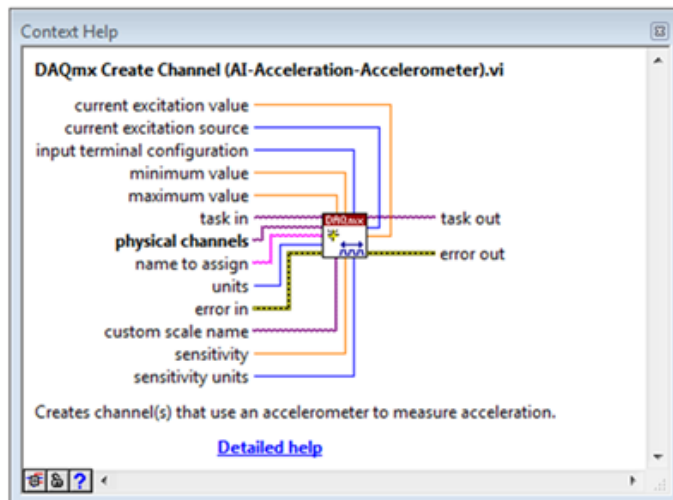 Context Help
DAQmx Create Channel (AI-Acceleration-Accelerometer).vi
current excitation value
current excitation source
input terminal configuration
minimum value
maximum value
task in
DAQmx
task out
physical channels
name to assign
error out
units
error in
custom scale name
sensitivity
sensitivity units
Creates channel(s) that use an accelerometer to measure acceleration.
Detailed help
?